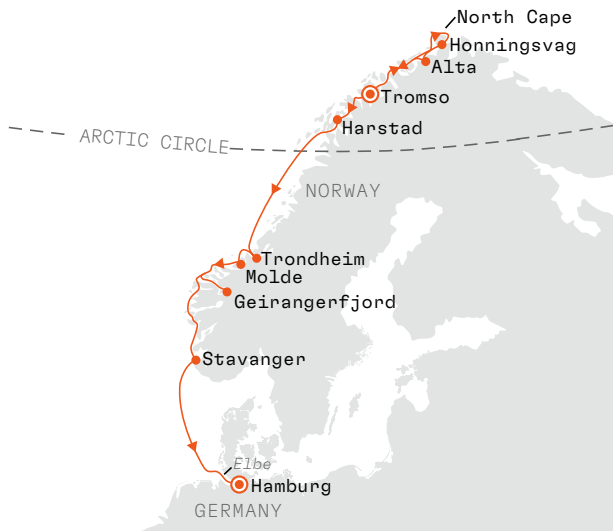 North Cape
Honningsvag
Alta
Tromso
Harstad
ARCTIC CIRCLE
NORWAY
Trondheim
Molde
Geirangerfjord
Stavanger
Elbe
Hamburg
GERMANY